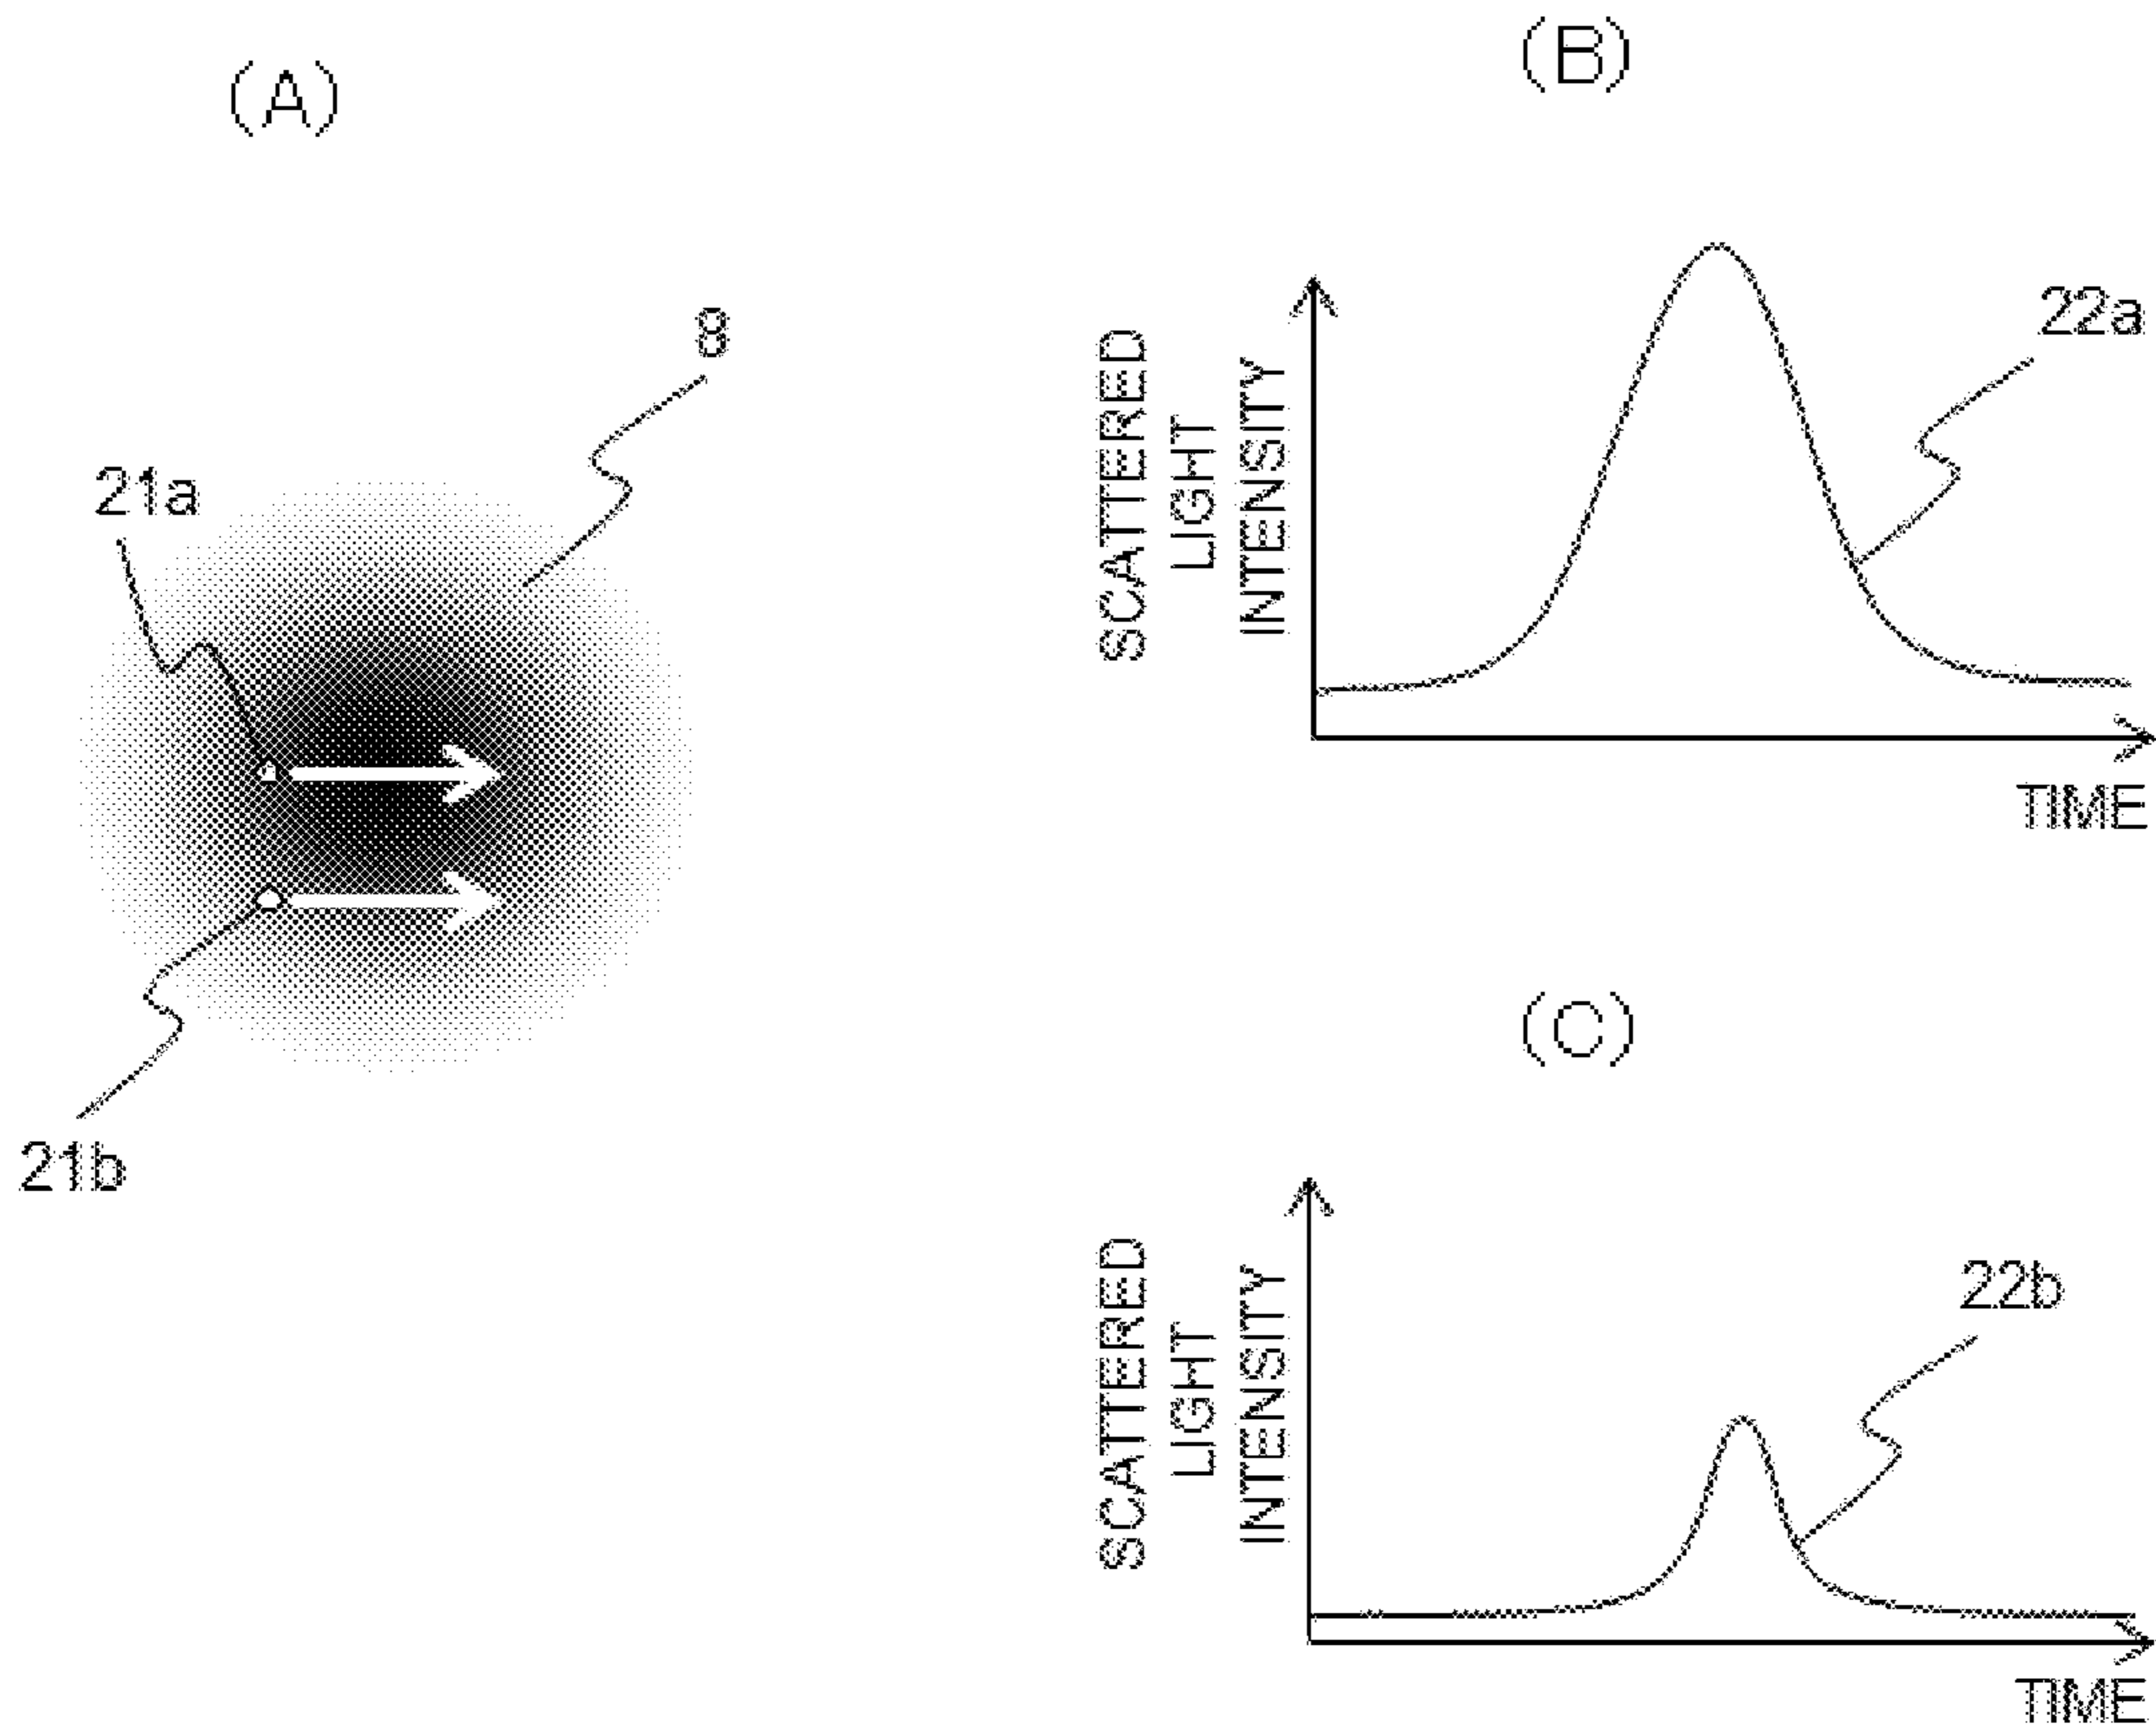 (A)
8
21a
21b
(B)
SCATTERED
LIGHT
INTENSITY
22a
TIME
(C)
SCATTERED
LIGHT
INTENSITY
22b
TIME